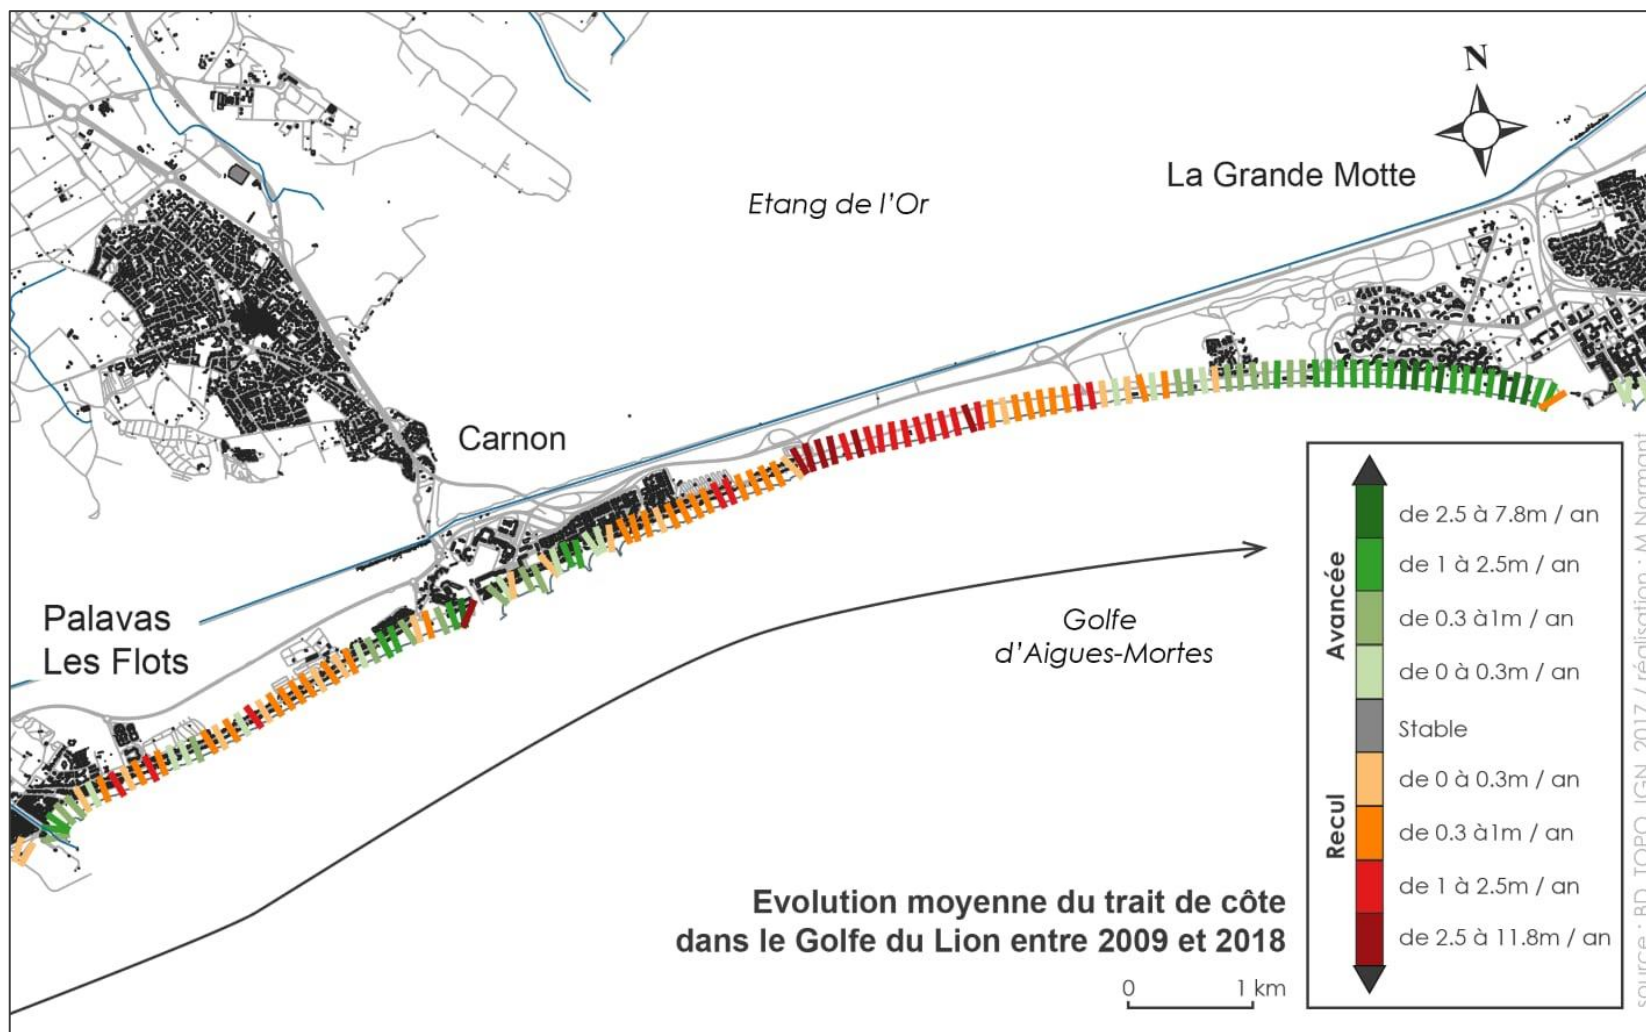 N
La Grande Motte
Etang de l'Or
Carnon
Palavas
Les Flots
Golfe
d'Aigues-Mortes
Avancée
de 2.5 à 7.8m / an
de 1 à 2.5m / an
de 0.3 à1m / an
de 0 à 0.3m / an
Stable
Recul
de 0 à 0.3m / an
de 0.3 à1m / an
de 1 à 2.5m / an
de 2.5 à 11.8m / an
Evolution moyenne du trait de côte
dans le Golfe du Lion entre 2009 et 2018
0 1 km
source : BD_TOPO_IGN_2017 / réalisation : M.Normant